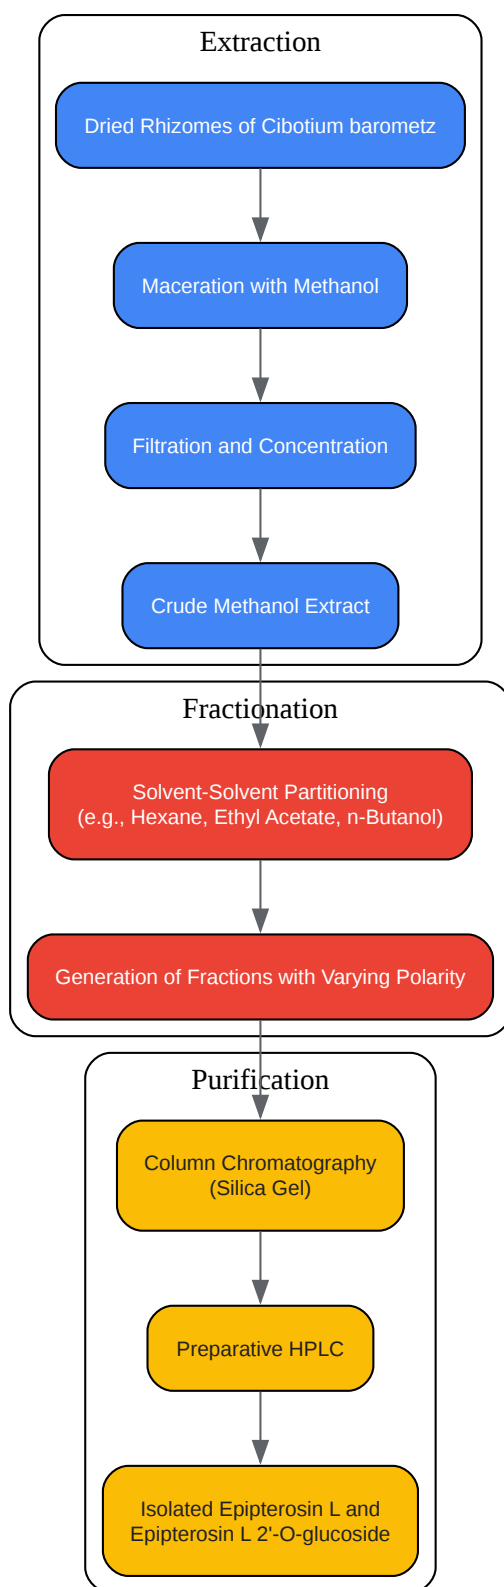 Extraction
Dried Rhizomes of Cibotium barometz
Maceration with Methanol
Filtration and Concentration
Crude Methanol Extract
Fractionation
Solvent-Solvent Partitioning
(e.g., Hexane, Ethyl Acetate, n-Butanol)
Generation of Fractions with Varying Polarity
Purification
Column Chromatography
(Silica Gel)
Preparative HPLC
Isolated Epipterosin L and
Epipterosin L 2'-O-glucoside